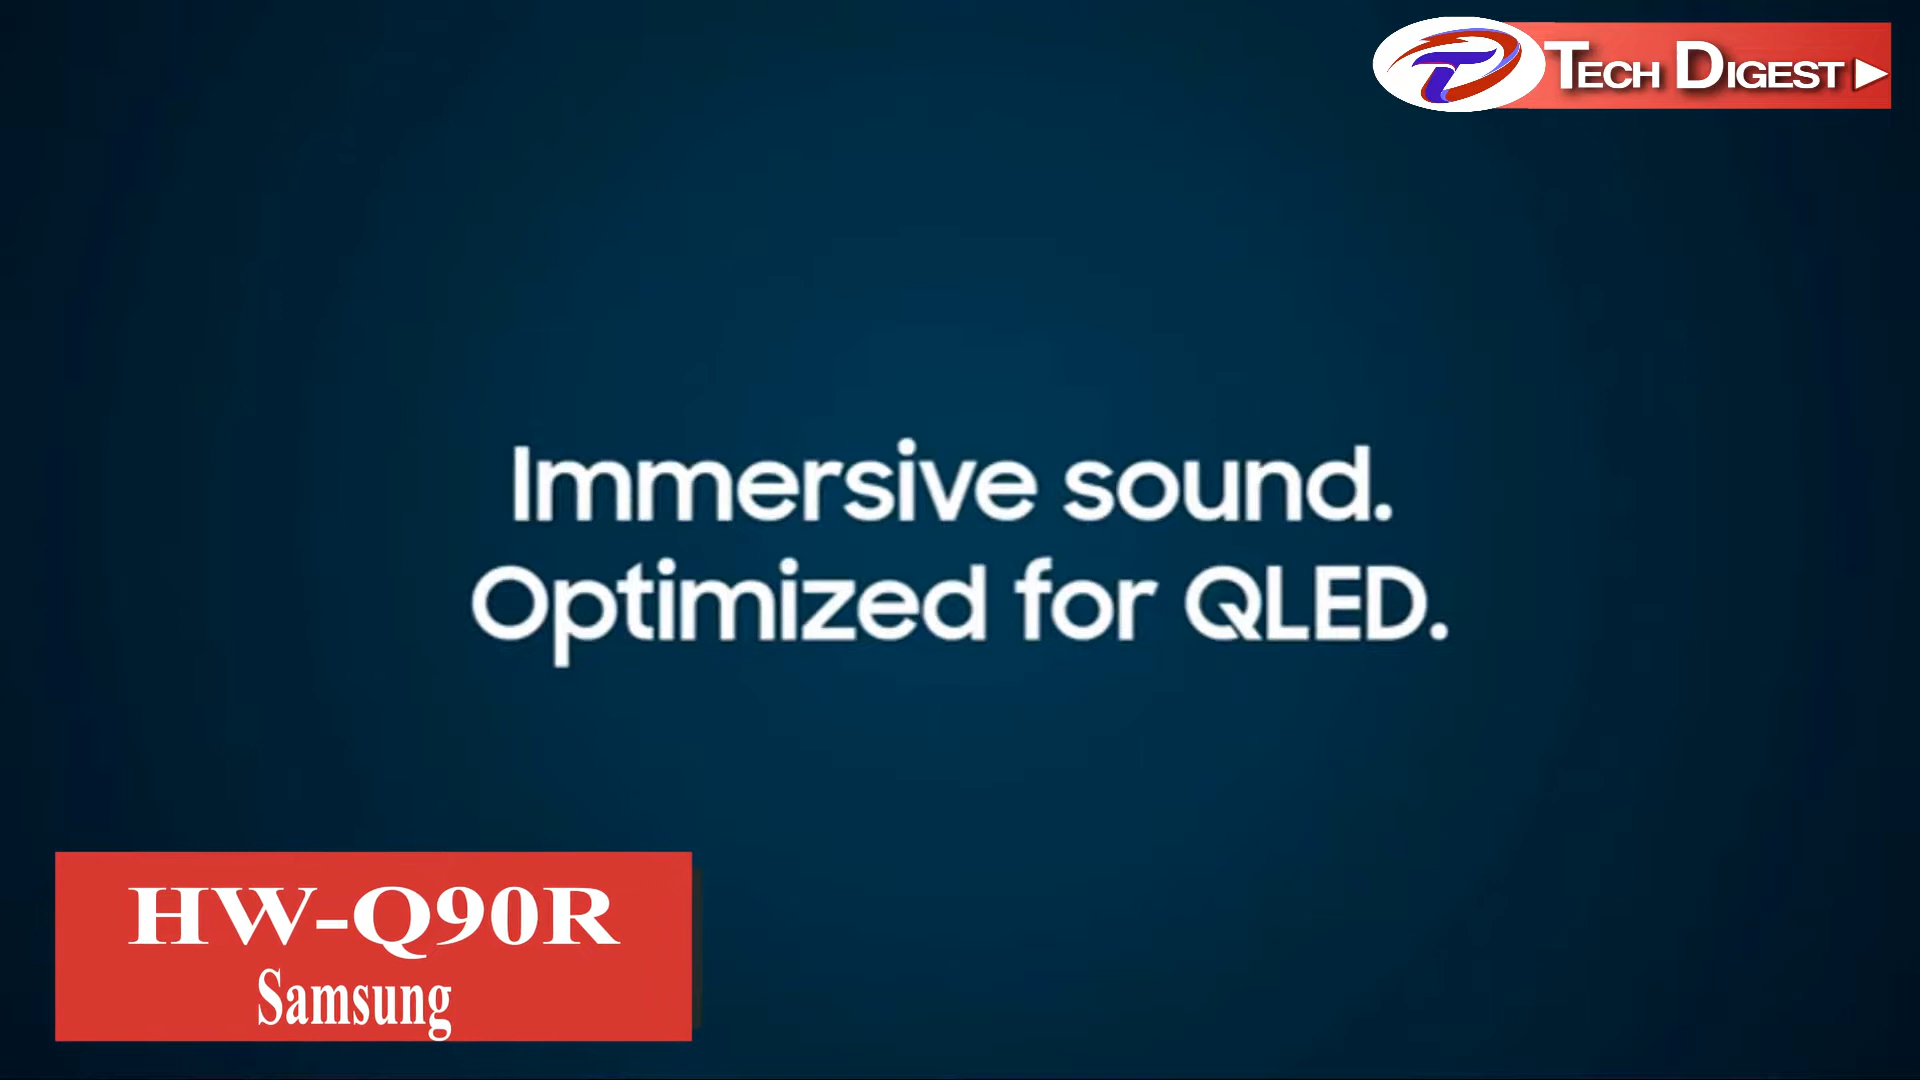 TECH DIGEST
Immersive sound.
Optimized for QLED.
HW-Q90R
Samsung